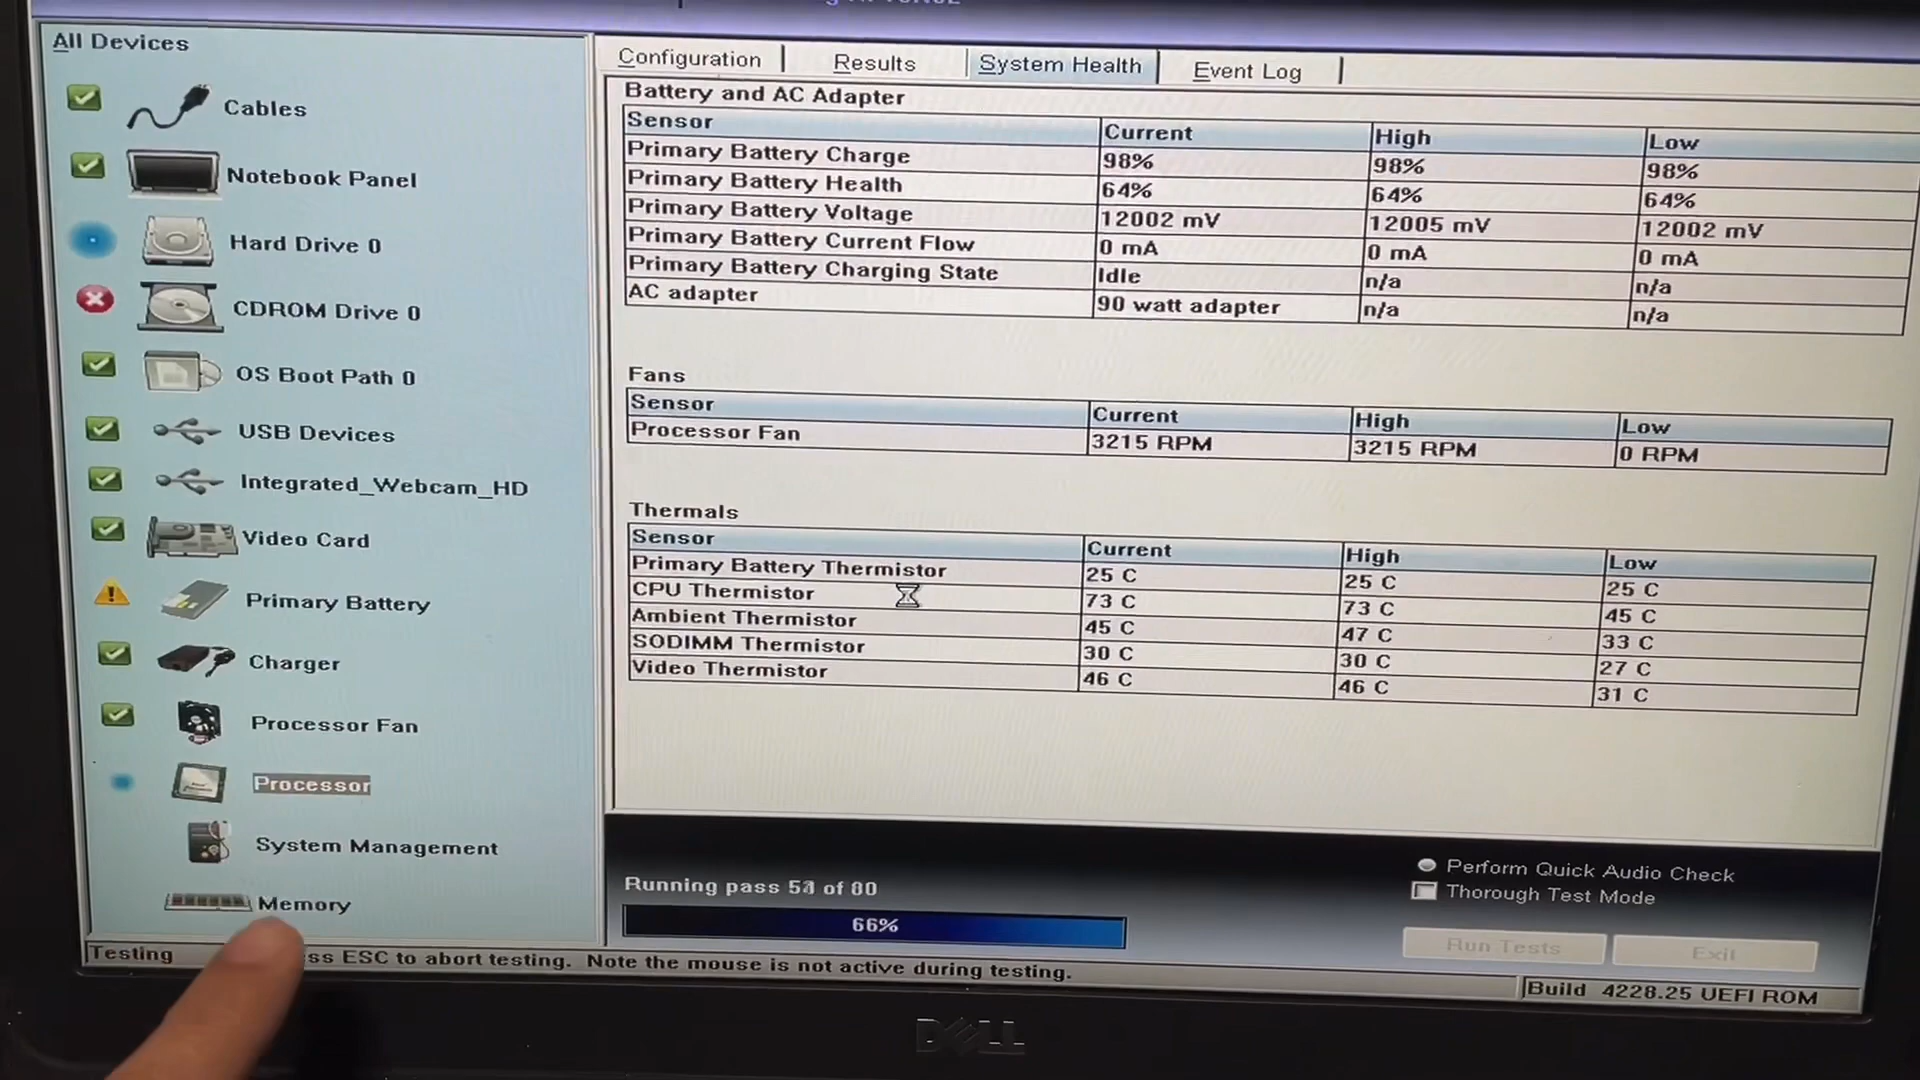 All Devices
Cables
Notebook Panel
Hard Drive 0
CDROM Drive 0
OS Boot Path 0
USB Devices
Integrated_Webcam_HD
Video Card
Primary Battery
Charger
Processor Fan
Processor
System Management
Memory
Configuration Results System Health Event Log
Battery and AC Adapter
Sensor Current High Low
Primary Battery Charge 98% 98% 98%
Primary Battery Health 64% 64% 64%
Primary Battery Voltage 12002 mV 12005 mV 12002 mV
Primary Battery Current Flow 0 mA 0 mA 0 mA
Primary Battery Charging State Idle n/a n/a
AC adapter 90 watt adapter n/a n/a
Fans
Sensor Current High Low
Processor Fan 3215 RPM 3215 RPM 0 RPM
Thermals
Sensor Current High Low
Primary Battery Thermistor 25 C 25 C 25 C
CPU Thermistor 73 C 73 C 45 C
Ambient Thermistor 45 C 47 C 33 C
SODIMM Thermistor 30 C 30 C 27 C
Video Thermistor 46 C 46 C 31 C
Running pass of 80
66%
Perform Quick Audio Check
Thorough Test Mode
Run Tests Exit
Testing ESC to abort testing. Note the mouse is not active during testing.
Build 4228.25 UEFI ROM
DELL